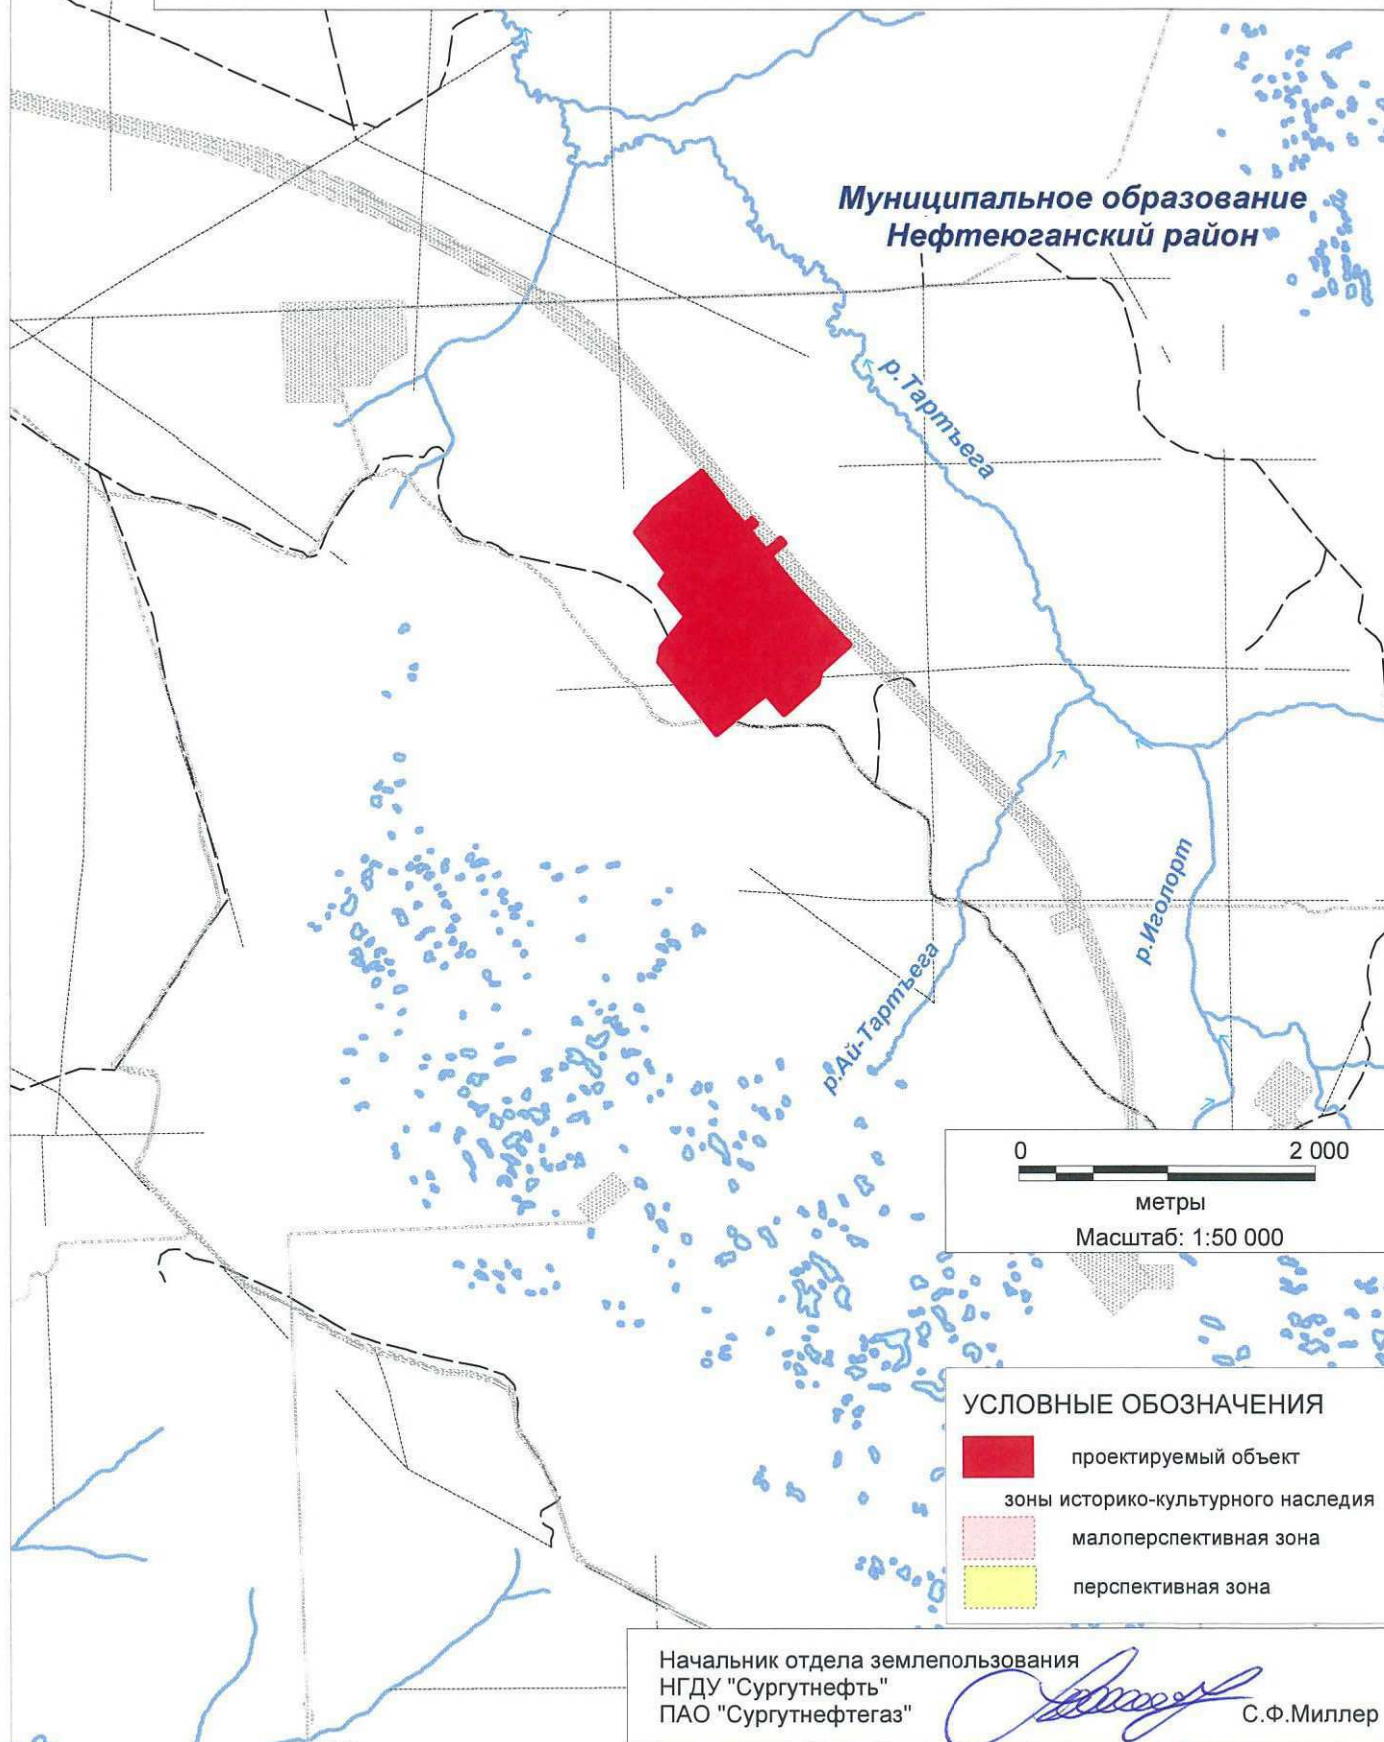 Муниципальное образование
Нефтеюганский район
р.Тартъега
р.Иголорт
р.Ай-Тартъега
0 2 000
метры
Масштаб: 1:50 000
УСЛОВНЫЕ ОБОЗНАЧЕНИЯ
проектируемый объект
зоны историко-культурного наследия
малоперспективная зона
перспективная зона
Начальник отдела землепользования
НГДУ "Сургутнефть"
ПАО "Сургутнефтегаз"
С.Ф.Миллер